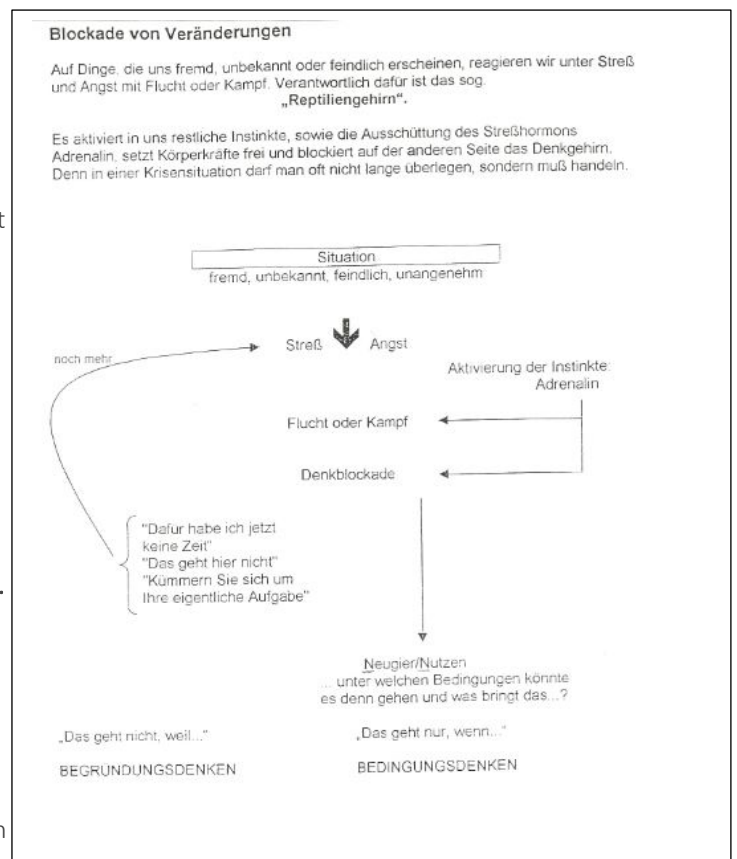 Blockade von Veränderungen
Auf Dinge, die uns fremd, unbekannt oder feindlich erscheinen, reagieren wir unter Streß
und Angst mit Flucht oder Kampf. Verantwortlich dafür ist das sog.
„Reptiliengehirn".
Es aktiviert in uns restliche Instinkte, sowie die Ausschüttung des Streßhormons
Adrenalin, setzt Körperkräfte frei und blockiert auf der anderen Seite das Denkgehirn.
Denn in einer Krisensituation darf man oft nicht lange überlegen, sondern muß handeln.
Situation
fremd, unbekannt, feindlich, unangenehm
noch mehr
Streß Angst
Aktivierung der Instinkte:
Adrenalin
Flucht oder Kampf
Denkblockade
"Dafür habe ich jetzt
keine Zeit"
"Das geht hier nicht"
"Kümmern Sie sich um
Ihre eigentliche Aufgabe"
Neugier/Nutzen
... unter welchen Bedingungen könnte
es denn gehen und was bringt das...?
„Das geht nicht, weil..."
„Das geht nur, wenn..."
BEGRÜNDUNGSDENKEN
BEDINGUNGSDENKEN